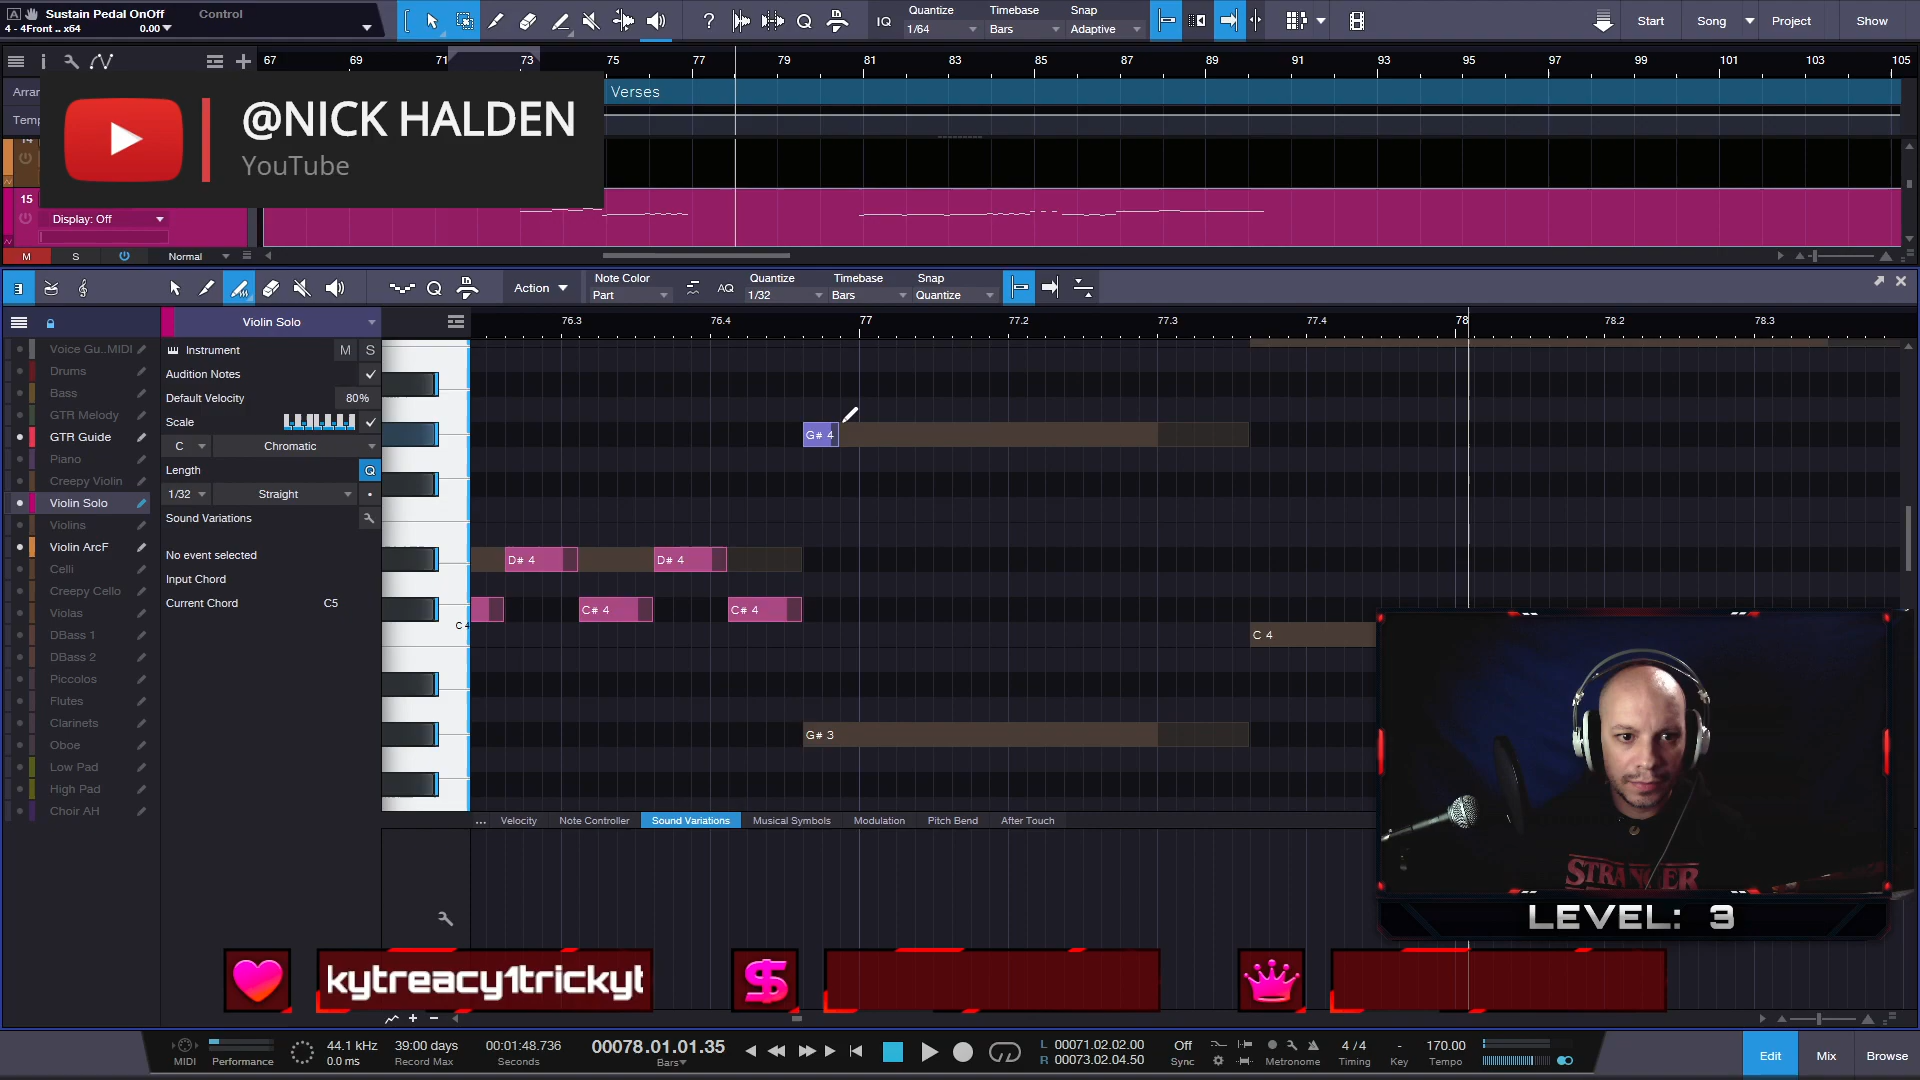 Sustain Pedal OnOff
Control
4 - 4Front .. x64
0.00
Quantize
Timebase
Snap
IQ
1/64
Bars
Adaptive
Start
Song
Project
Show
67
69
71
73
75
77
79
81
83
85
87
89
91
93
95
97
99
101
103
105
Arran
Verses
Temp
@NICK HALDEN
YouTube
14
15
Display: Off
M
S
Normal
Action
Note Color
Part
AQ
Quantize
1/32
Timebase
Bars
Snap
Quantize
Violin Solo
76.3
76.4
77
77.2
77.3
77.4
78
78.2
78.3
Voice Gu..MIDI
Drums
Bass
GTR Melody
GTR Guide
Piano
Creepy Violin
Violin Solo
Violins
Violin ArcF
Celli
Creepy Cello
Violas
DBass 1
DBass 2
Piccolos
Flutes
Clarinets
Oboe
Low Pad
High Pad
Choir AH
Instrument
M
S
Audition Notes
Default Velocity
80%
Scale
C
Chromatic
Length
Q
1/32
Straight
Sound Variations
No event selected
Input Chord
Current Chord
C5
G# 4
D# 4
D# 4
C# 4
C# 4
C 4
C 4
G# 3
... Velocity
Note Controller
Sound Variations
Musical Symbols
Modulation
Pitch Bend
After Touch
STRANGER
LEVEL: 3
kytreacy1trickyt
MIDI
Performance
44.1 kHz
0.0 ms
39:00 days
Record Max
00:01:48.736
Seconds
00078.01.01.35
Bars
L
00071.02.02.00
R
00073.02.04.50
Off
Sync
Metronome
4 / 4
Timing
-
Key
170.00
Tempo
Edit
Mix
Browse